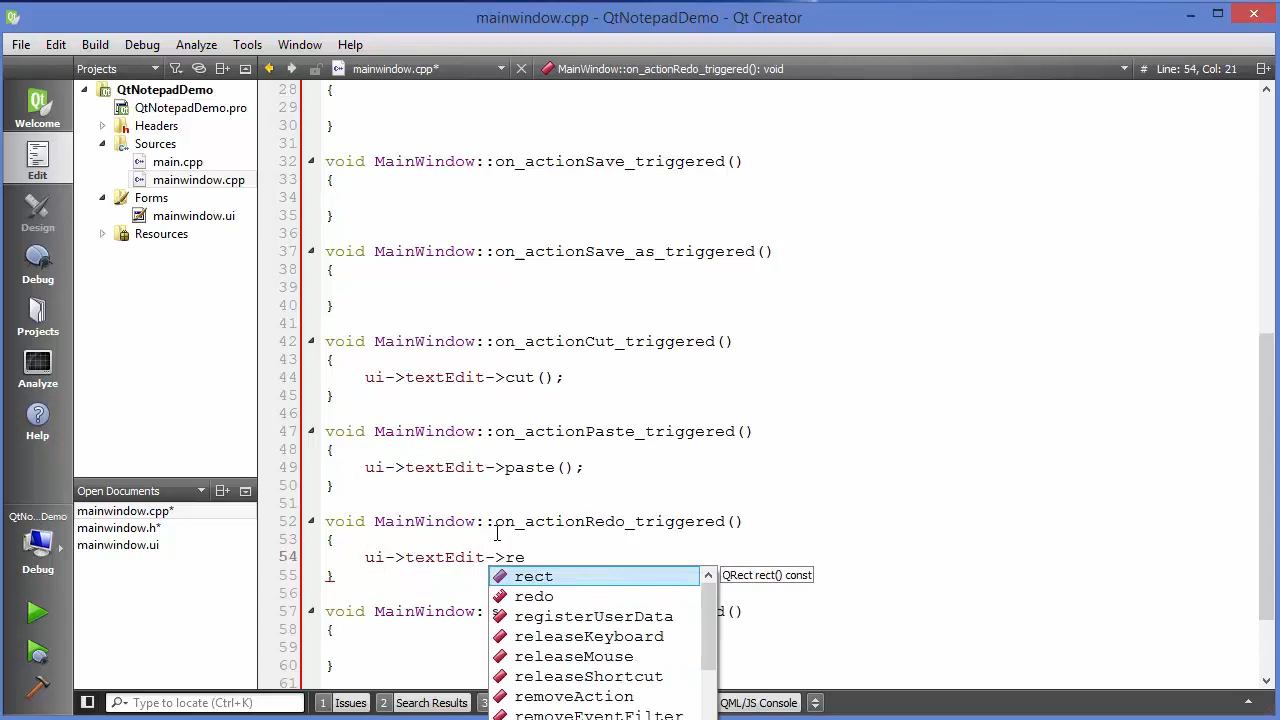 mainwindow.cpp - QtNotepadDemo - Qt Creator
File Edit Build Debug Analyze Tools Window Help
Projects mainwindow.cpp* MainWindow::on_actionRedo_triggered(): void # Line: 54, Col: 21
Qt
Welcome
Edit
Design
Debug
Projects
Analyze
Help
QtNo...Demo
Debug
QtNotepadDemo
QtNotepadDemo.pro
Headers
Sources
main.cpp
mainwindow.cpp
Forms
mainwindow.ui
Resources
Open Documents
mainwindow.cpp*
mainwindow.h*
mainwindow.ui
28 {
29
30 }
31
32 void MainWindow::on_actionSave_triggered()
33 {
34
35 }
36
37 void MainWindow::on_actionSave_as_triggered()
38 {
39
40 }
41
42 void MainWindow::on_actionCut_triggered()
43 {
44 ui->textEdit->cut();
45 }
46
47 void MainWindow::on_actionPaste_triggered()
48 {
49 ui->textEdit->paste();
50 }
51
52 void MainWindow::on_actionRedo_triggered()
53 {
54 ui->textEdit->re
55 }
56
57 void MainWindow: d()
58 {
59
60 }
61
rect QRect rect() const
redo
registerUserData
releaseKeyboard
releaseMouse
releaseShortcut
removeAction
removeEventFilter
Type to locate (Ctrl+K) 1 Issues 2 Search Results 3 QML/JS Console